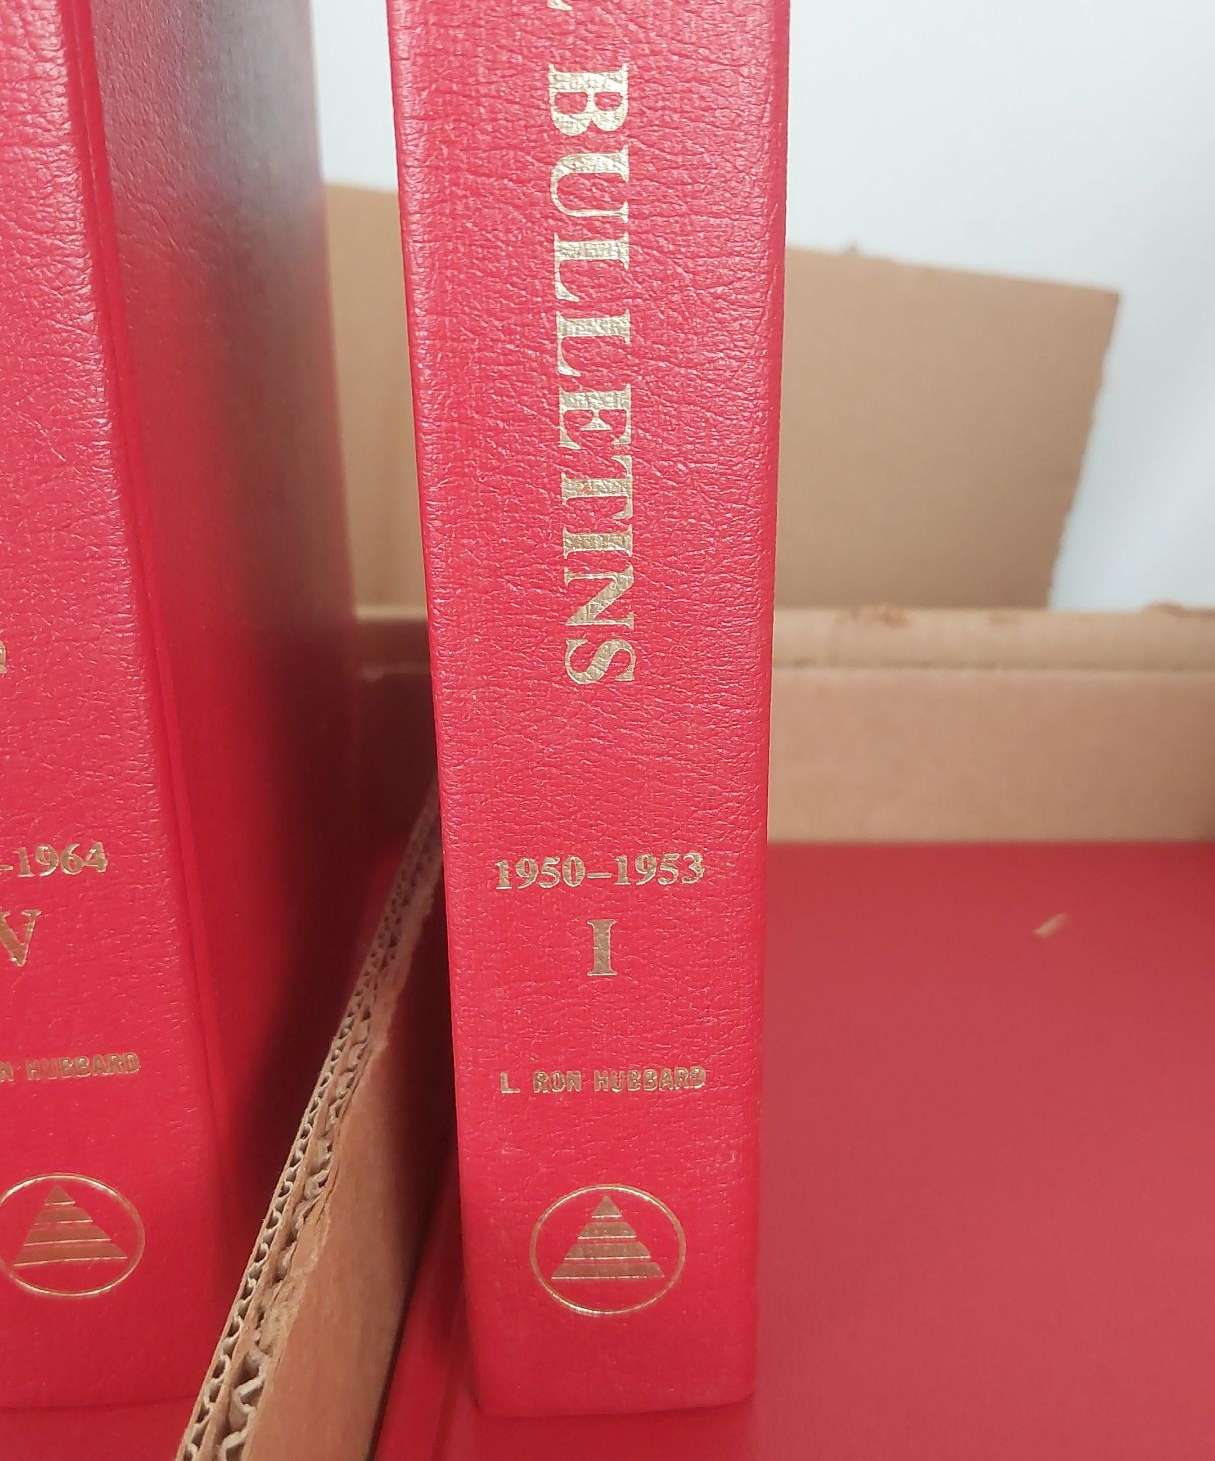 BULLETINS
1950–1953
I
L. RON HUBBARD
–1964
V
HUBBARD